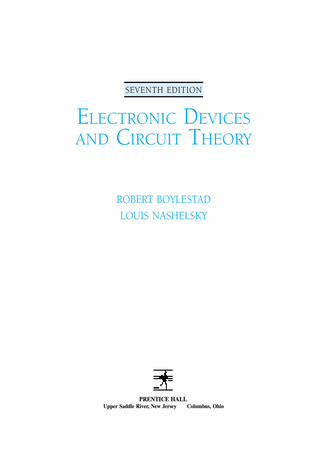 SEVENTH EDITION
ELECTRONIC DEVICES
AND CIRCUIT THEORY
ROBERT BOYLESTAD
LOUIS NASHELSKY
PRENTICE HALL
Upper Saddle River, New Jersey Columbus, Ohio